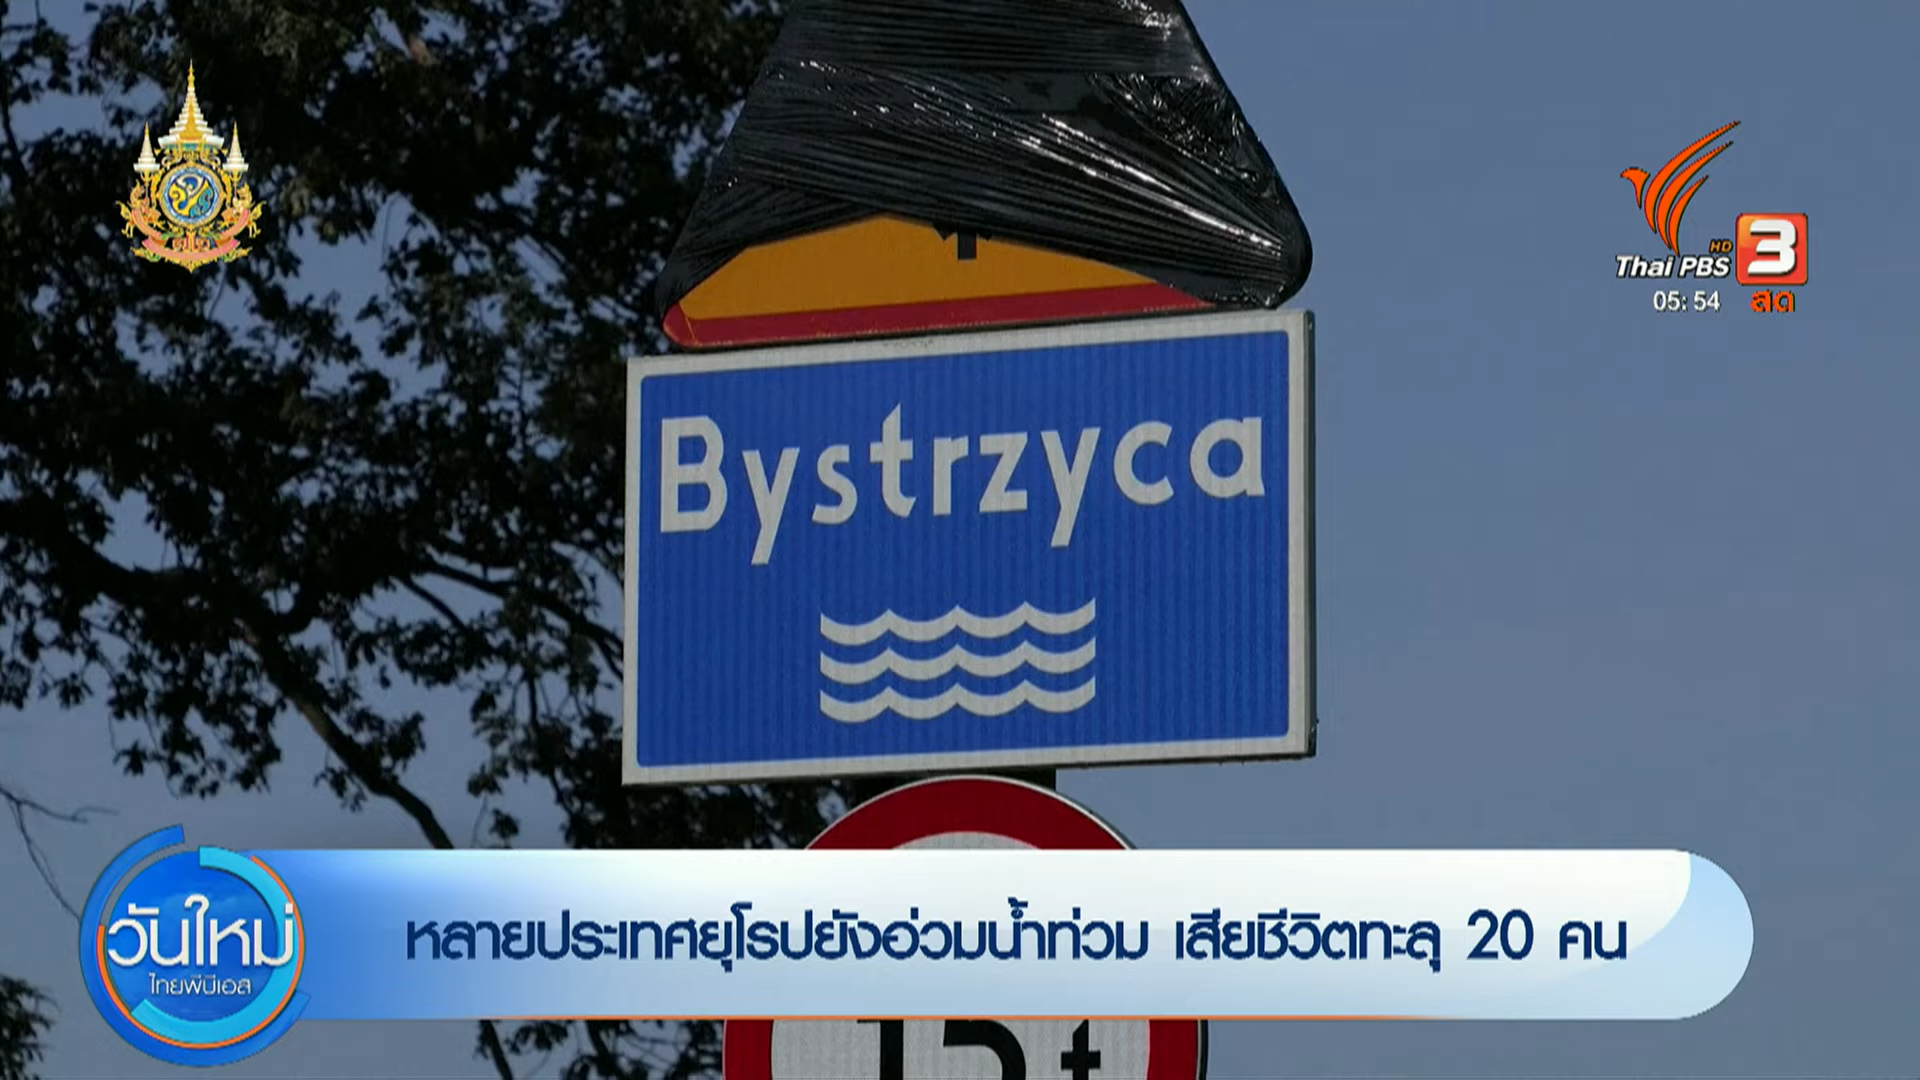 HD
Thai PBS 3
05:54 สด
Bystrzyca
วันใหม่
ไทยพีบีเอส
หลายประเทศยุโรปยังอ่วมน้ำท่วม เสียชีวิตทะลุ 20 คน
15 t